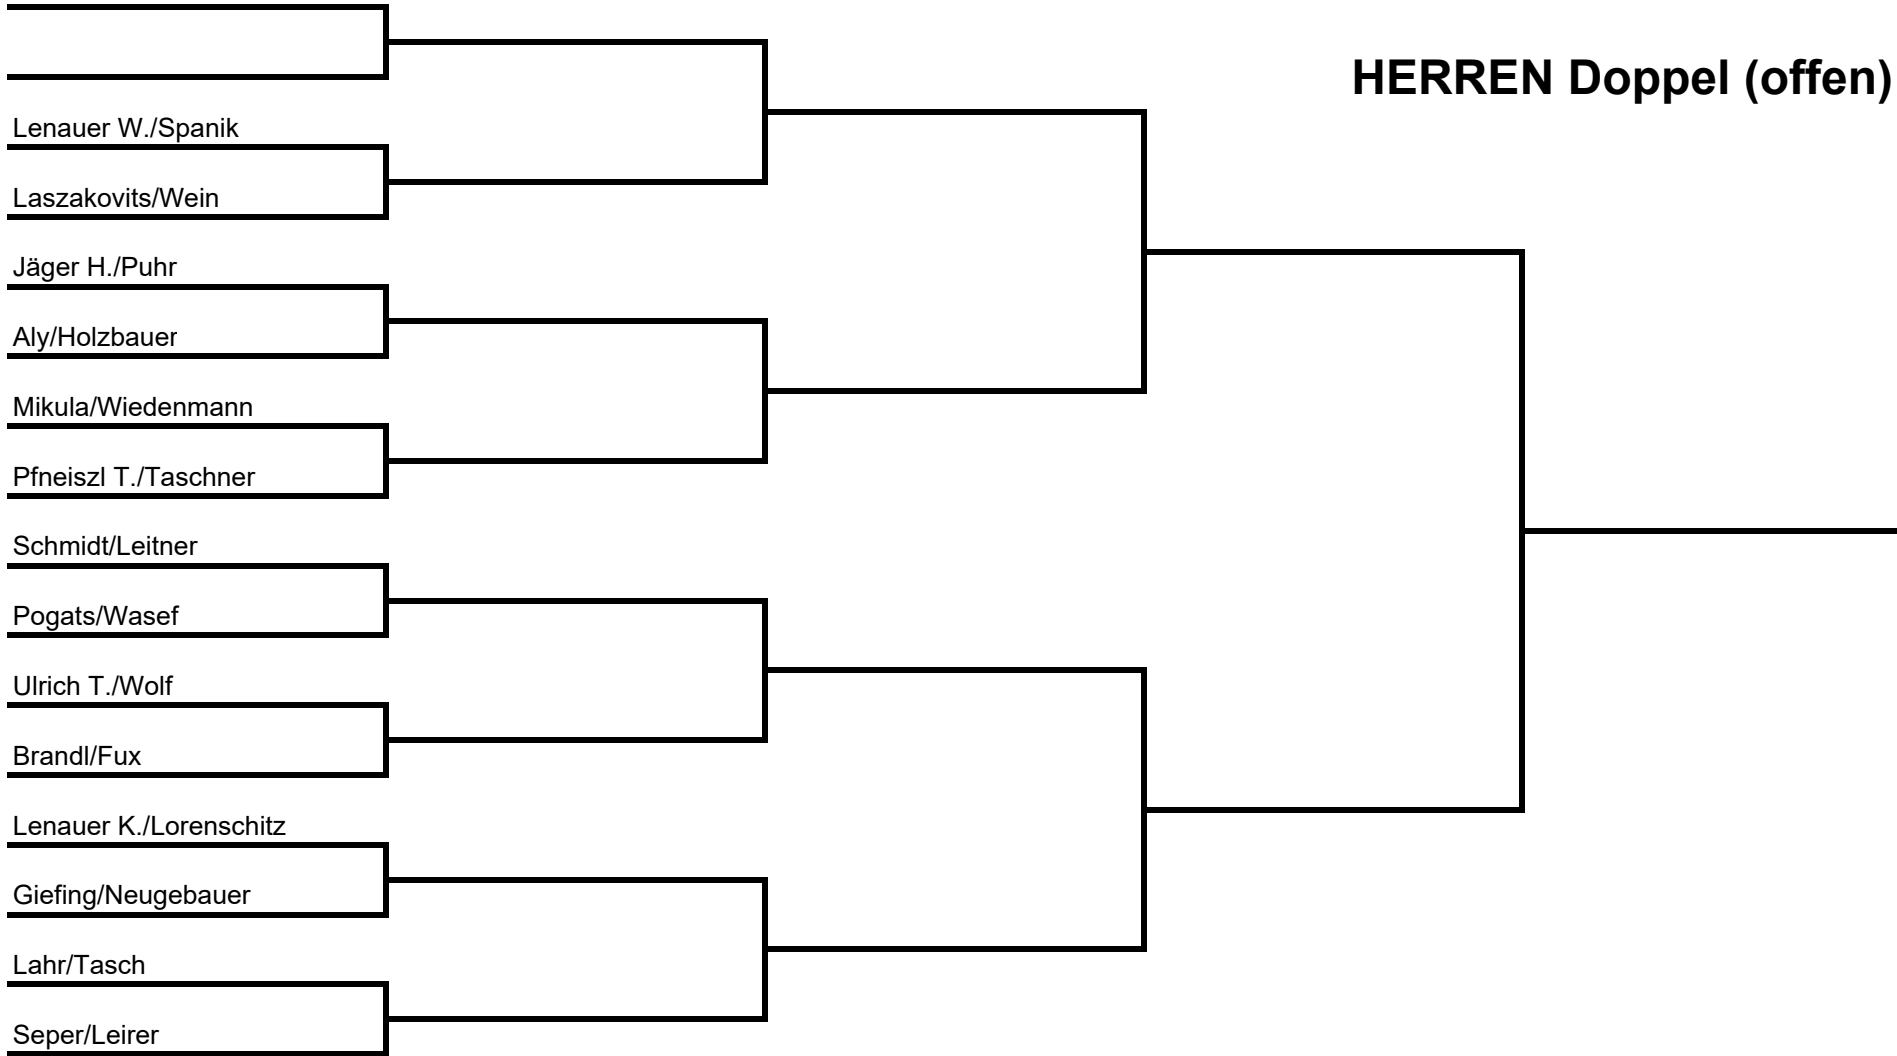 HERREN Doppel (offen)
Lenauer W./Spanik
Laszakovits/Wein
Jäger H./Puhr
Aly/Holzbauer
Mikula/Wiedenmann
Pfneiszl T./Taschner
Schmidt/Leitner
Pogats/Wasef
Ulrich T./Wolf
Brandl/Fux
Lenauer K./Lorenschitz
Giefing/Neugebauer
Lahr/Tasch
Seper/Leirer